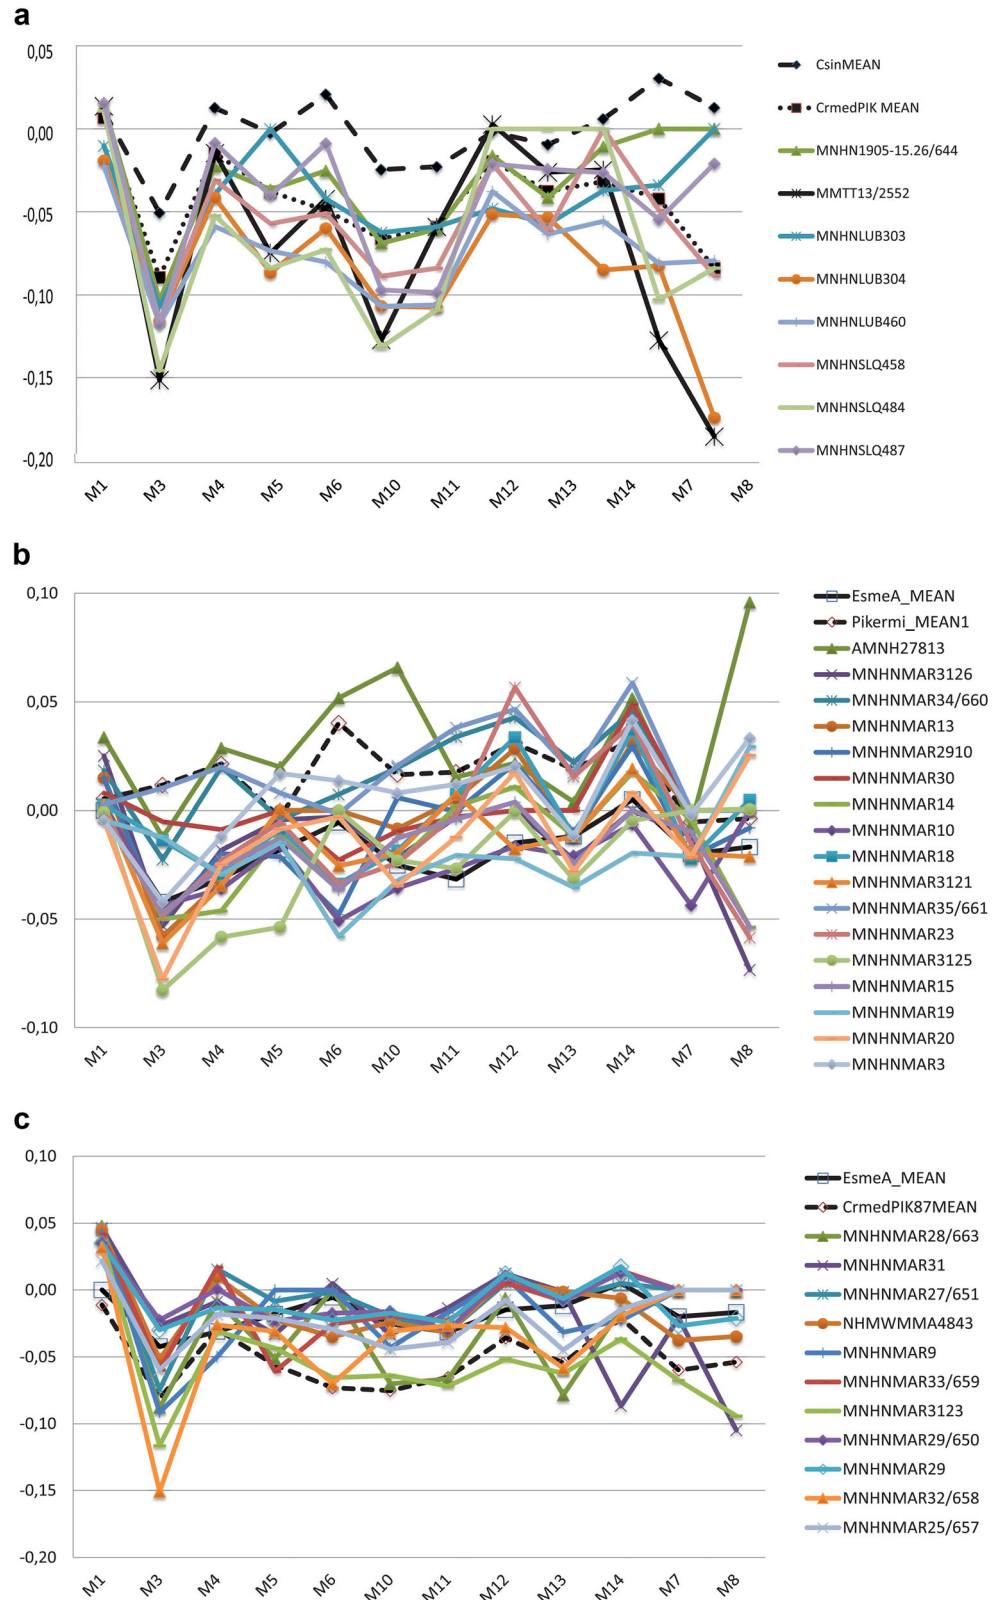 a
0,05
0,00
-0,05
-0,10
-0,15
-0,20
M1
M3
M4
M5
M6
M10
M11
M12
M13
M14
M7
M8
CsinMEAN
CrmedPIK MEAN
MNHN1905-15.26/644
MMTT13/2552
MNHNLUB303
MNHNLUB304
MNHNLUB460
MNHNSLQ458
MNHNSLQ484
MNHNSLQ487
b
0,10
0,05
0,00
-0,05
-0,10
M1
M3
M4
M5
M6
M10
M11
M12
M13
M14
M7
M8
EsmeA_MEAN
Pikermi_MEAN1
AMNH27813
MNHNMAR3126
MNHNMAR34/660
MNHNMAR13
MNHNMAR2910
MNHNMAR30
MNHNMAR14
MNHNMAR10
MNHNMAR18
MNHNMAR3121
MNHNMAR35/661
MNHNMAR23
MNHNMAR3125
MNHNMAR15
MNHNMAR19
MNHNMAR20
MNHNMAR3
c
0,10
0,05
0,00
-0,05
-0,10
-0,15
-0,20
M1
M3
M4
M5
M6
M10
M11
M12
M13
M14
M7
M8
EsmeA_MEAN
CrmedPIK87MEAN
MNHNMAR28/663
MNHNMAR31
MNHNMAR27/651
NHMWMMA4843
MNHNMAR9
MNHNMAR33/659
MNHNMAR3123
MNHNMAR29/650
MNHNMAR29
MNHNMAR32/658
MNHNMAR25/657